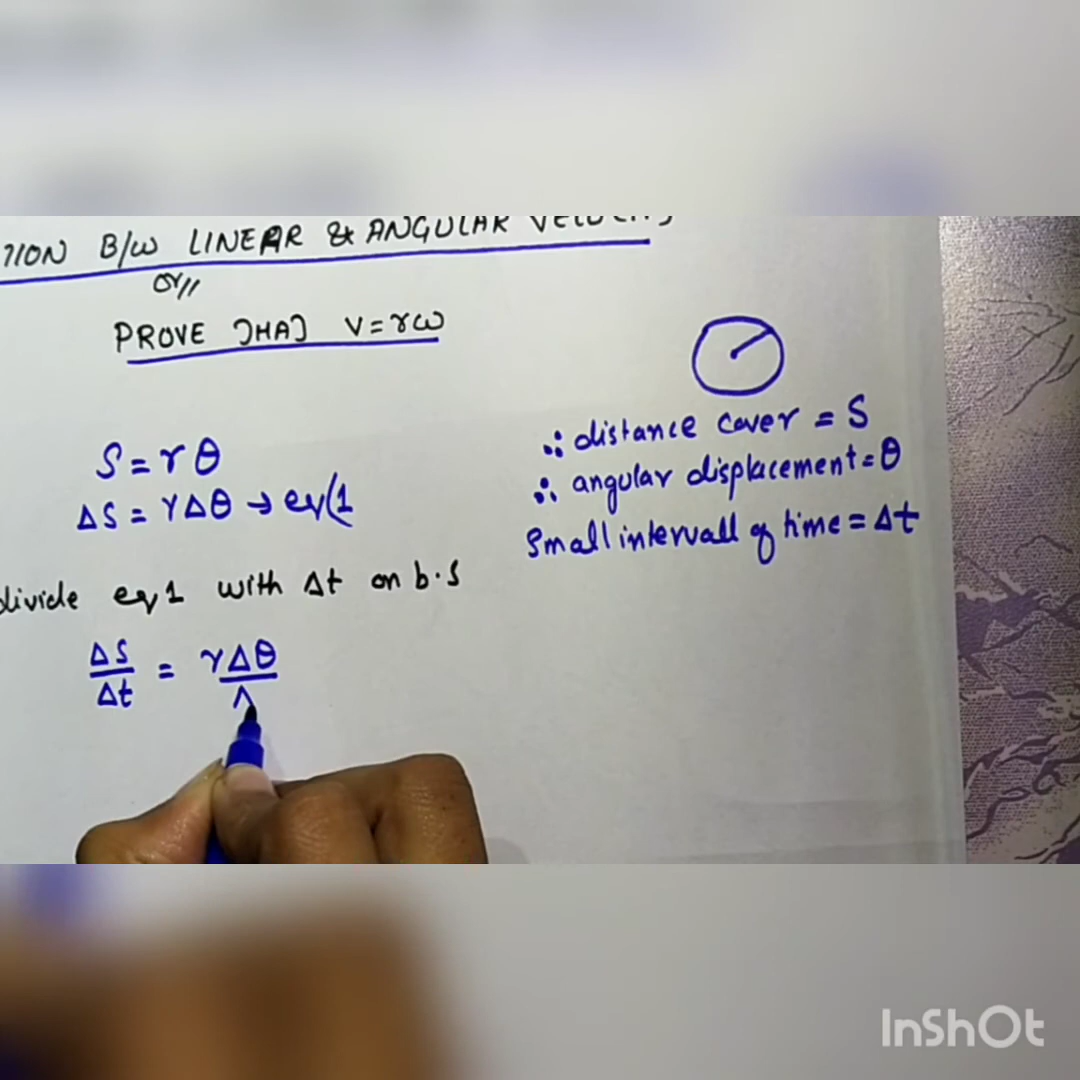 B/W LINEAR & ANGULAR
or//
PROVE THAT V=rω
S = rθ
ΔS = rΔθ → eq(1
∴ distance cover = S
∴ angular displacement = θ
Small intervall of time = Δt
divide eq 1 with Δt on b.s
ΔS/Δt = rΔθ/Δ
InShOt